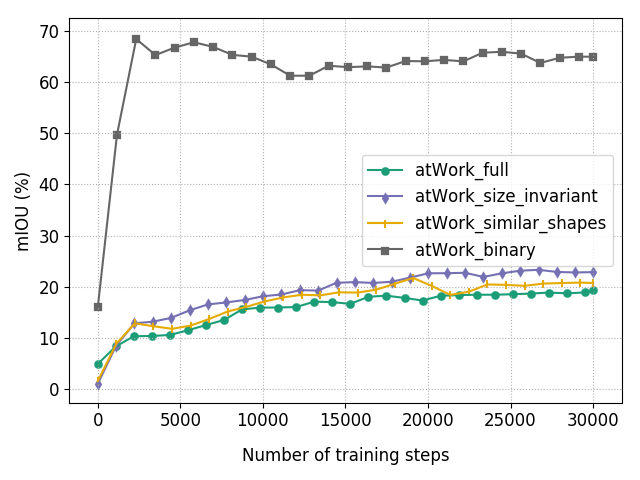 70
60
50
40
30
20
10
0
mIOU (%)
atWork_full
atWork_size_invariant
atWork_similar_shapes
atWork_binary
0 5000 10000 15000 20000 25000 30000
Number of training steps